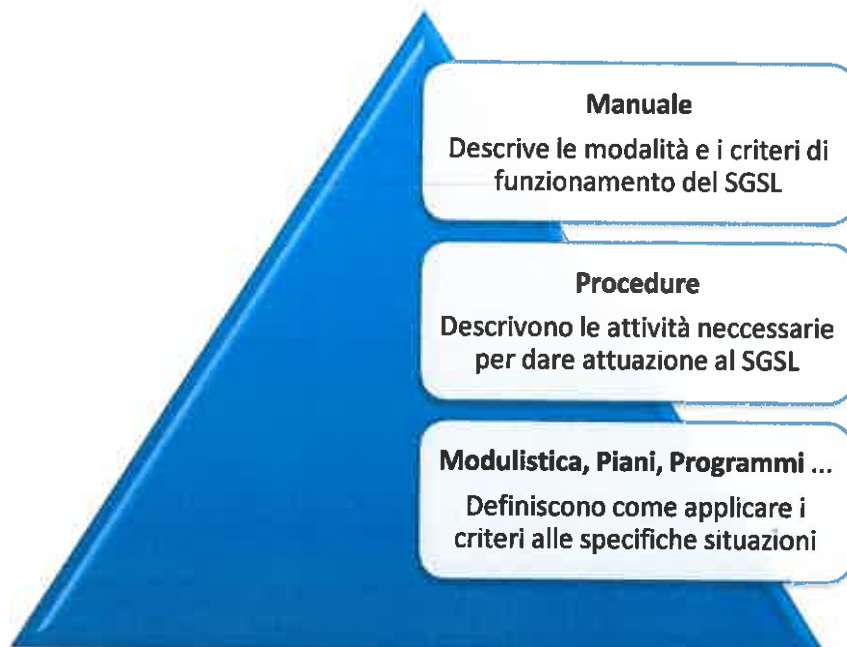 Manuale
Descrive le modalità e i criteri di
funzionamento del SGSL
Procedure
Descrivono le attività neccessarie
per dare attuazione al SGSL
Modulistica, Piani, Programmi ...
Definiscono come applicare i
criteri alle specifiche situazioni